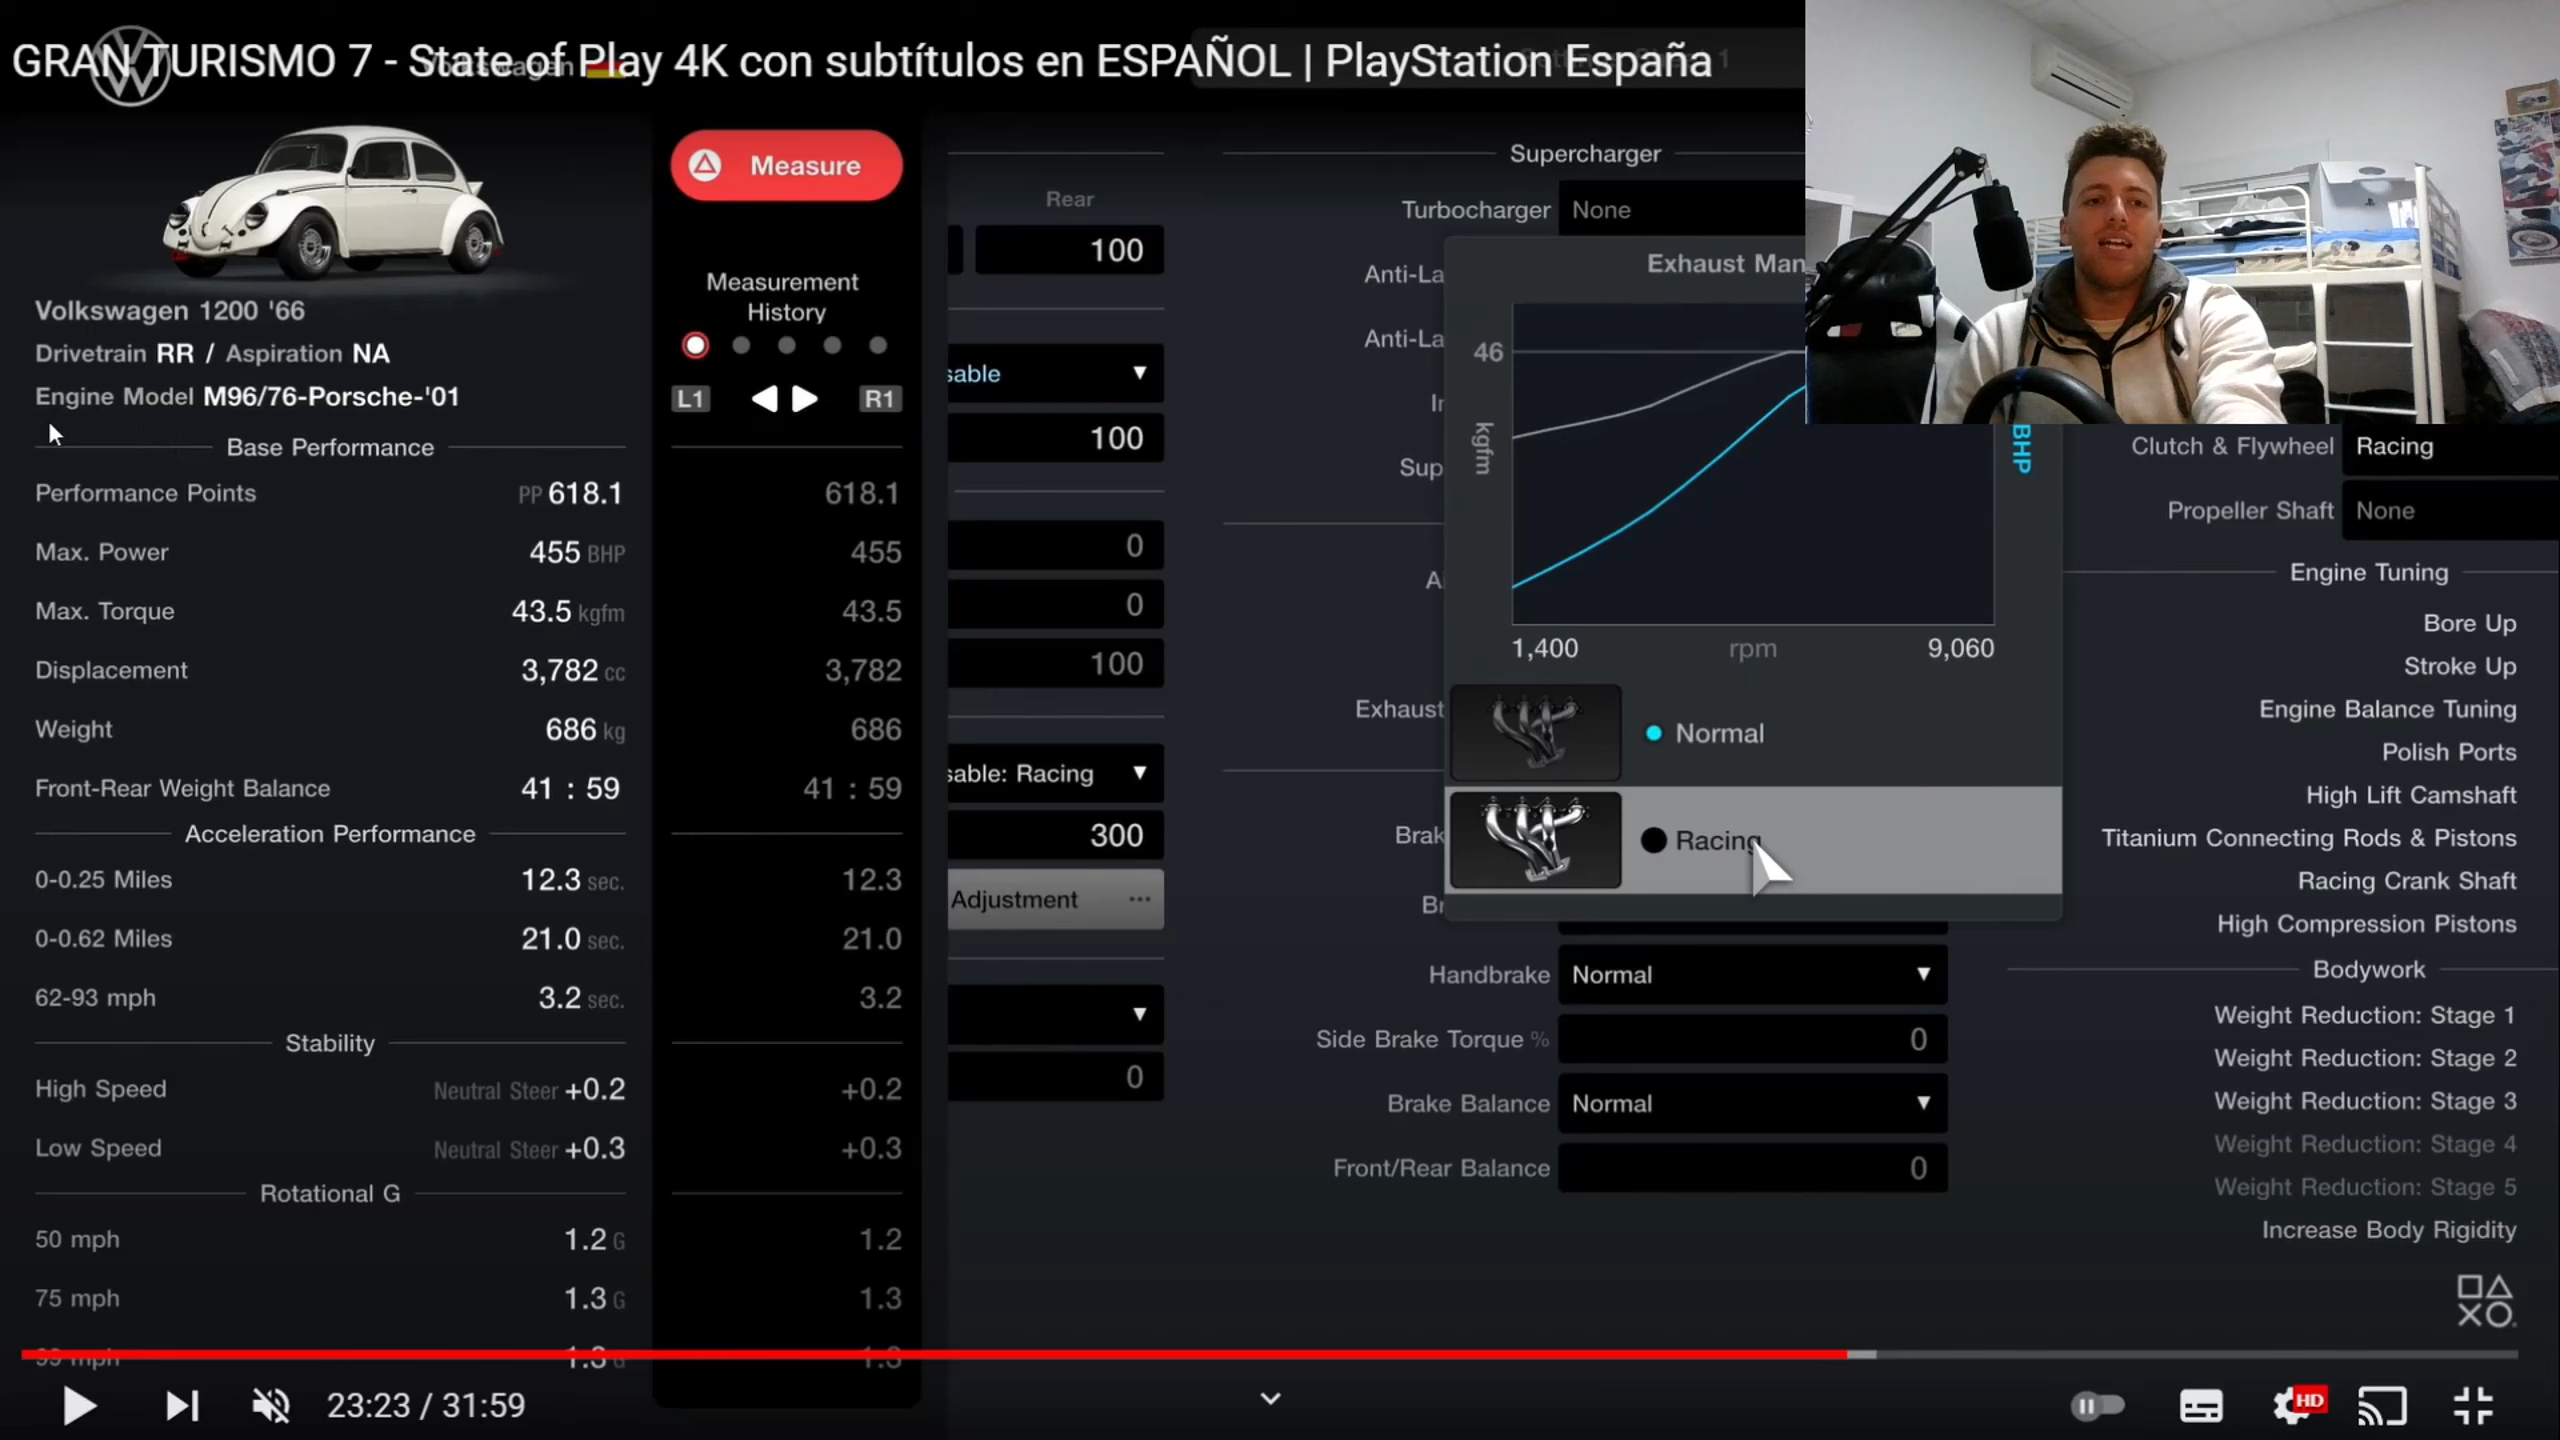 GRAN TURISMO 7 - State of Play 4K con subtítulos en ESPAÑOL | PlayStation España
Volkswagen
Volkswagen 1200 '66
Drivetrain RR / Aspiration NA
Engine Model M96/76-Porsche-'01
Base Performance
Performance Points PP 618.1
Max. Power 455 BHP
Max. Torque 43.5 kgfm
Displacement 3,782 cc
Weight 686 kg
Front-Rear Weight Balance 41 : 59
Acceleration Performance
0-0.25 Miles 12.3 sec.
0-0.62 Miles 21.0 sec.
62-93 mph 3.2 sec.
Stability
High Speed Neutral Steer +0.2
Low Speed Neutral Steer +0.3
Rotational G
50 mph 1.2 G
75 mph 1.3 G
Measure
Measurement
History
L1 R1
618.1
455
43.5
3,782
686
41 : 59
12.3
21.0
3.2
+0.2
+0.3
1.2
1.3
Rear
100
sable
100
0
0
100
sable: Racing
300
Adjustment ...
0
Supercharger
Turbocharger None
Anti-La
Anti-La
Sup
Exhaust
Brak
Handbrake Normal
Side Brake Torque % 0
Brake Balance Normal
Front/Rear Balance 0
Exhaust Man
46
kgfm
BHP
1,400 rpm 9,060
Normal
Racing
Clutch & Flywheel Racing
Propeller Shaft None
Engine Tuning
Bore Up
Stroke Up
Engine Balance Tuning
Polish Ports
High Lift Camshaft
Titanium Connecting Rods & Pistons
Racing Crank Shaft
High Compression Pistons
Bodywork
Weight Reduction: Stage 1
Weight Reduction: Stage 2
Weight Reduction: Stage 3
Weight Reduction: Stage 4
Weight Reduction: Stage 5
Increase Body Rigidity
23:23 / 31:59
HD